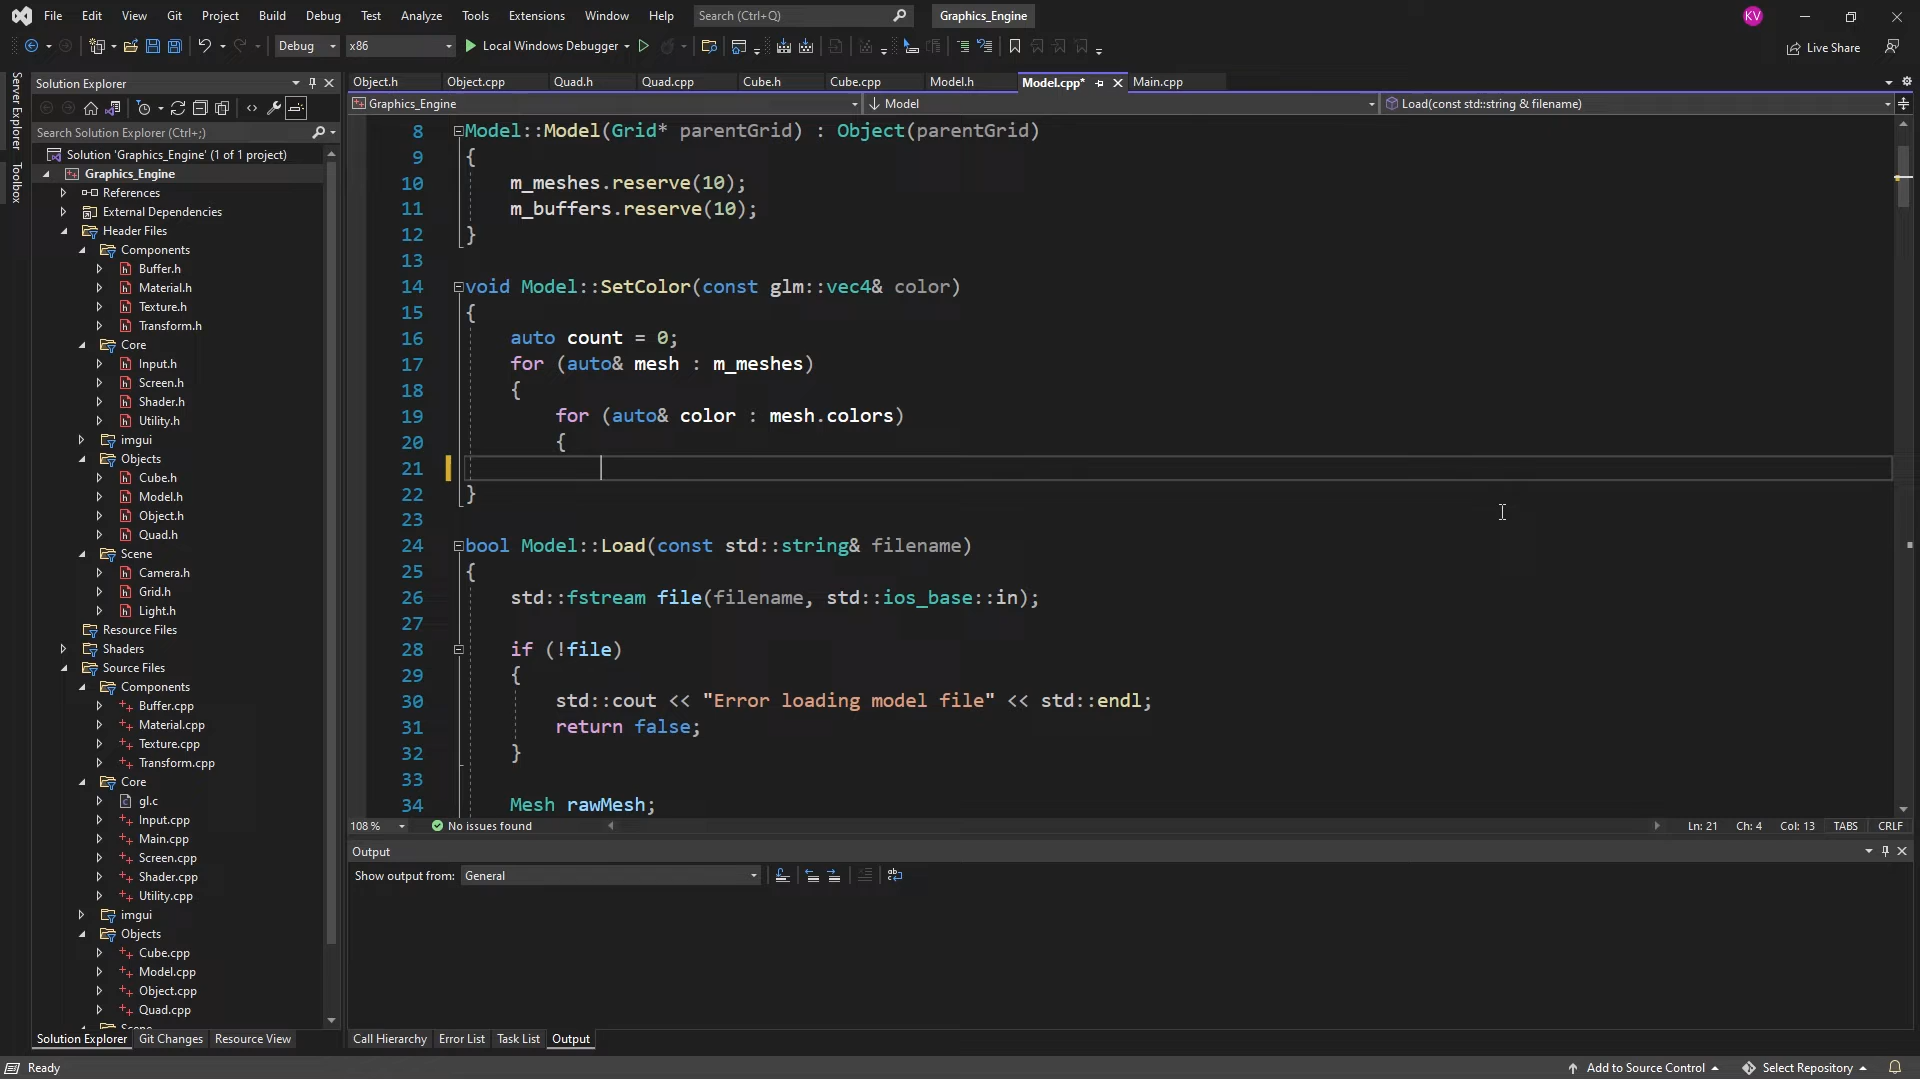 File Edit View Git Project Build Debug Test Analyze Tools Extensions Window Help Search (Ctrl+Q) Graphics_Engine KV
Debug x86 Local Windows Debugger Live Share
Server Explorer
Toolbox
Solution Explorer
Search Solution Explorer (Ctrl+;)
Solution 'Graphics_Engine' (1 of 1 project)
Graphics_Engine
References
External Dependencies
Header Files
Components
Buffer.h
Material.h
Texture.h
Transform.h
Core
Input.h
Screen.h
Shader.h
Utility.h
imgui
Objects
Cube.h
Model.h
Object.h
Quad.h
Scene
Camera.h
Grid.h
Light.h
Resource Files
Shaders
Source Files
Components
Buffer.cpp
Material.cpp
Texture.cpp
Transform.cpp
Core
gl.c
Input.cpp
Main.cpp
Screen.cpp
Shader.cpp
Utility.cpp
imgui
Objects
Cube.cpp
Model.cpp
Object.cpp
Quad.cpp
Scene
Solution Explorer Git Changes Resource View
Object.h Object.cpp Quad.h Quad.cpp Cube.h Cube.cpp Model.h Model.cpp* Main.cpp
Graphics_Engine Model Load(const std::string & filename)
8 Model::Model(Grid* parentGrid) : Object(parentGrid)
9 {
10 m_meshes.reserve(10);
11 m_buffers.reserve(10);
12 }
13
14 void Model::SetColor(const glm::vec4& color)
15 {
16 auto count = 0;
17 for (auto& mesh : m_meshes)
18 {
19 for (auto& color : mesh.colors)
20 {
21
22 }
23
24 bool Model::Load(const std::string& filename)
25 {
26 std::fstream file(filename, std::ios_base::in);
27
28 if (!file)
29 {
30 std::cout << "Error loading model file" << std::endl;
31 return false;
32 }
33
34 Mesh rawMesh;
108 % No issues found Ln: 21 Ch: 4 Col: 13 TABS CRLF
Output
Show output from: General
Call Hierarchy Error List Task List Output
Ready Add to Source Control Select Repository